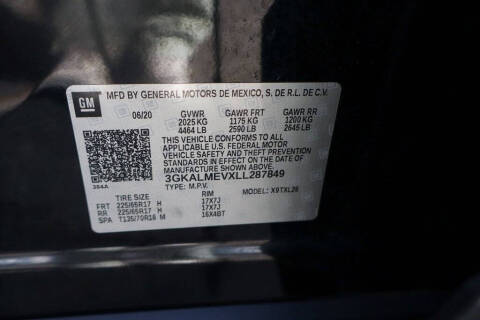 GM
MFD BY GENERAL MOTORS DE MEXICO, S. DE R.L. DE C.V.
06/20 GVWR GAWR FRT GAWR RR
2025 KG 1175 KG 1200 KG
4464 LB 2590 LB 2645 LB
THIS VEHICLE CONFORMS TO ALL
APPLICABLE U.S. FEDERAL MOTOR
VEHICLE SAFETY, BUMPER, AND THEFT PREVENTION
STANDARDS IN EFFECT ON THE DATE OF
MANUFACTURE SHOWN ABOVE.
3GKALMEVXLL287849
384A TYPE: M.P.V. MODEL: X9TXL26
TIRE SIZE RIM
FRT 225/65R17 H 17X7J
RR 225/65R17 H 17X7J
SPA T135/70R16 M 16X4BT